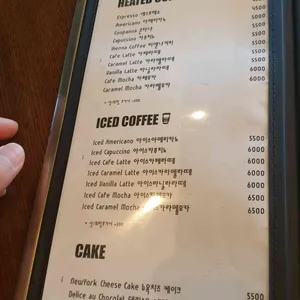 HEATED CO
Espresso 에스프레소 4500
Americano 아메리카노 5000
Conpanna 콘파나 5000
Capuccino 카푸치노 5500
Vienna Coffee 비엔나커피 5500
Cafe Latte 카페라떼 5500
Caramel Latte 카라멜라떼 6000
Vanilla Latte 바닐라라떼 6000
Cafe Mocha 카페모카 6000
Caramel Mocha 카라멜모카 6000
ICED COFFEE
Iced Americano 아이스아메리카노 5500
Iced Capuccino 아이스카푸치노 6000
Iced Cafe Latte 아이스카페라떼 6000
Iced Caramel Latte 아이스카라멜라떼 6500
Iced Vanilla Latte 아이스바닐라라떼 6500
Iced Cafe Mocha 아이스카페모카 6500
Iced Caramel Mocha 아이스카라멜모카 6500
CAKE
NewYork Cheese Cake 뉴욕치즈 케이크 5500
Delice au Chocolat